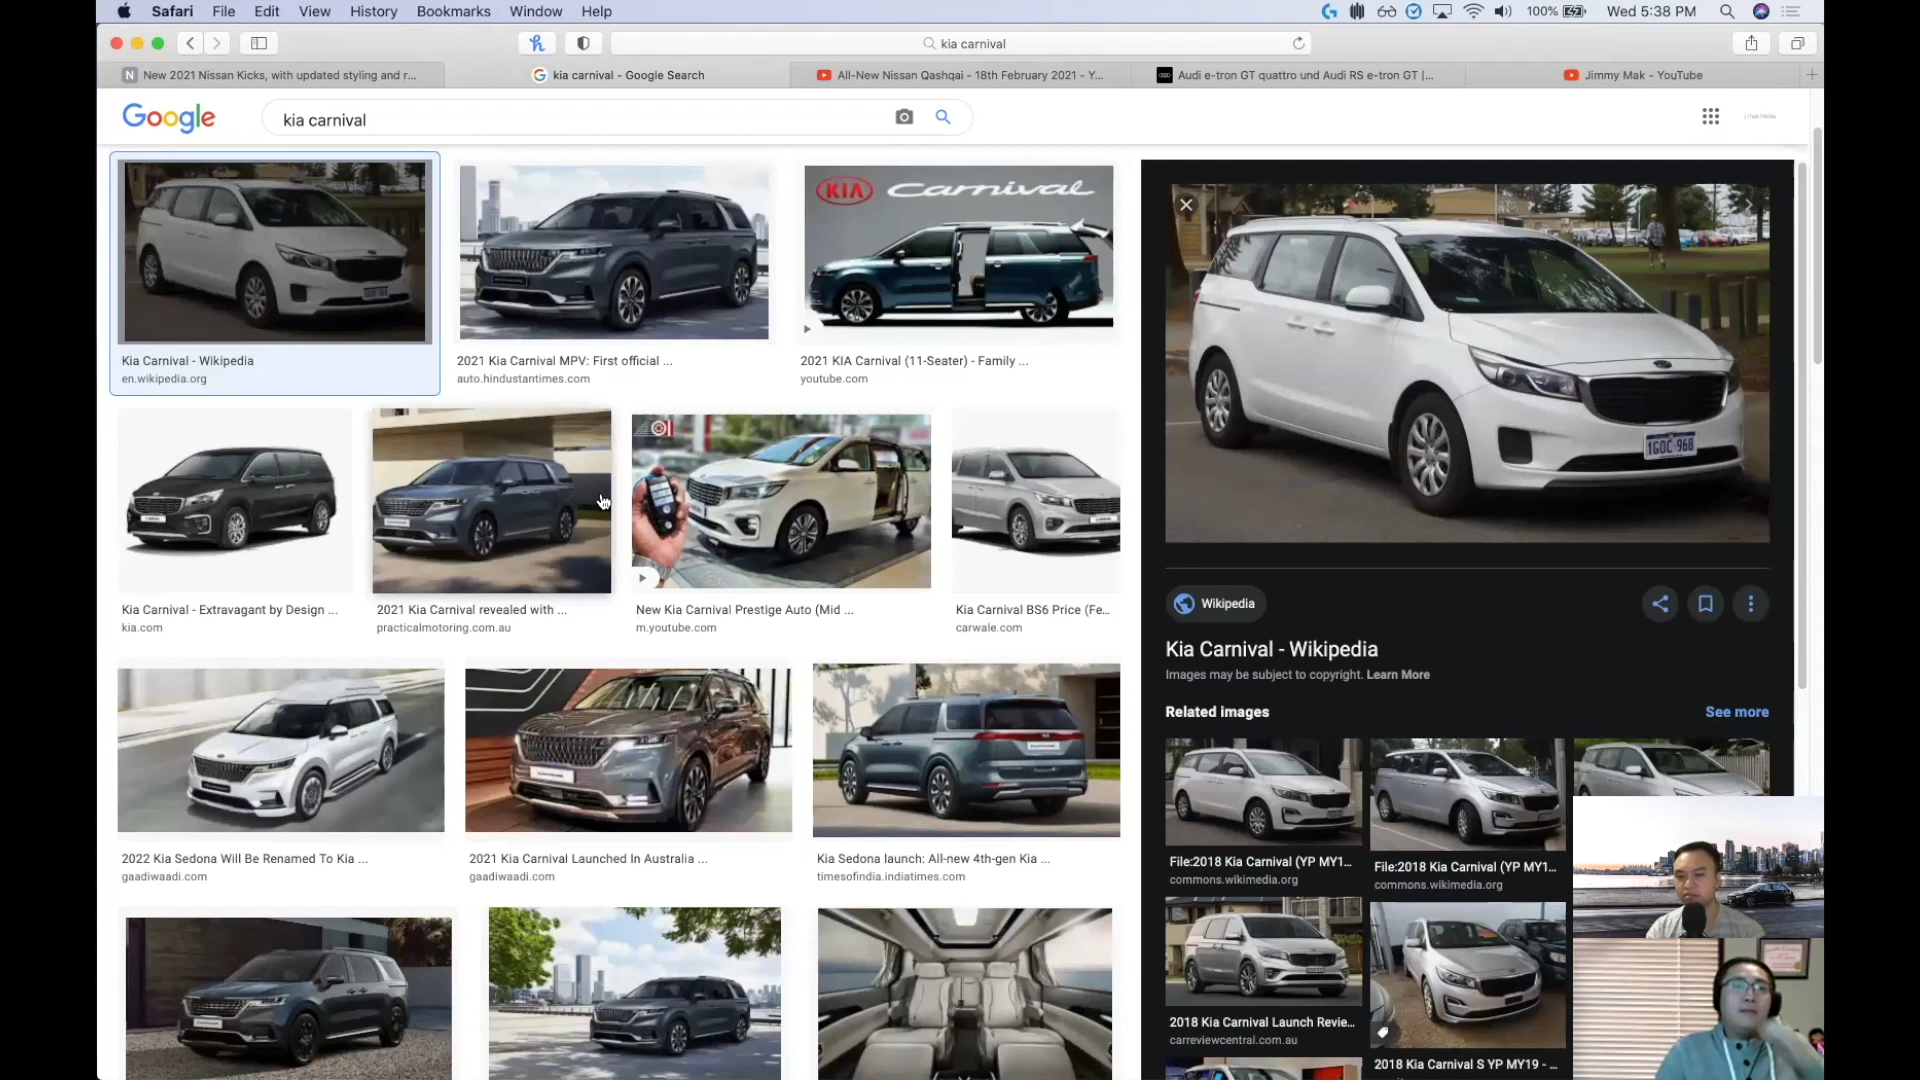 Safari File Edit View History Bookmarks Window Help
100% Wed 5:38 PM
kia carnival
New 2021 Nissan Kicks, with updated styling and r...
kia carnival - Google Search
All-New Nissan Qashqai - 18th February 2021 - Y...
Audi e-tron GT quattro und Audi RS e-tron GT |...
Jimmy Mak - YouTube
Google
kia carnival
KIA Carnival
Kia Carnival - Wikipedia
en.wikipedia.org
2021 Kia Carnival MPV: First official ...
auto.hindustantimes.com
2021 KIA Carnival (11-Seater) - Family ...
youtube.com
Kia Carnival - Extravagant by Design ...
kia.com
2021 Kia Carnival revealed with ...
practicalmotoring.com.au
New Kia Carnival Prestige Auto (Mid ...
m.youtube.com
Kia Carnival BS6 Price (Fe...
carwale.com
2022 Kia Sedona Will Be Renamed To Kia ...
gaadiwaadi.com
2021 Kia Carnival Launched In Australia ...
gaadiwaadi.com
Kia Sedona launch: All-new 4th-gen Kia ...
timesofindia.indiatimes.com
1GOC·968
Wikipedia
Kia Carnival - Wikipedia
Images may be subject to copyright. Learn More
Related images
See more
File:2018 Kia Carnival (YP MY1...
commons.wikimedia.org
File:2018 Kia Carnival (YP MY1...
commons.wikimedia.org
2018 Kia Carnival Launch Revie...
carreviewcentral.com.au
2018 Kia Carnival S YP MY19 - ...